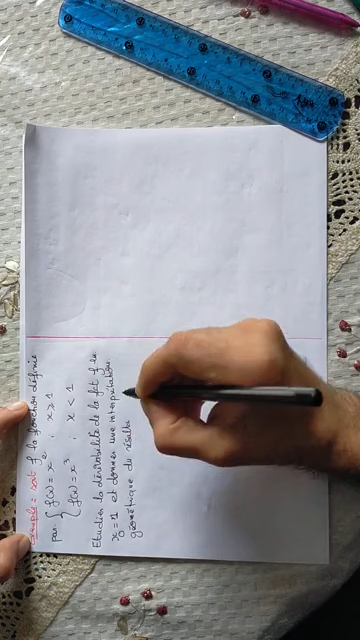 Exemple: soit f la fonction définie
par { f(x) = x² , x ≥ 1
f(x) = x³ , x < 1
Etudier la dérivabilité de la fct f en
x = 1 et donner une interprétation
géométrique du résultat